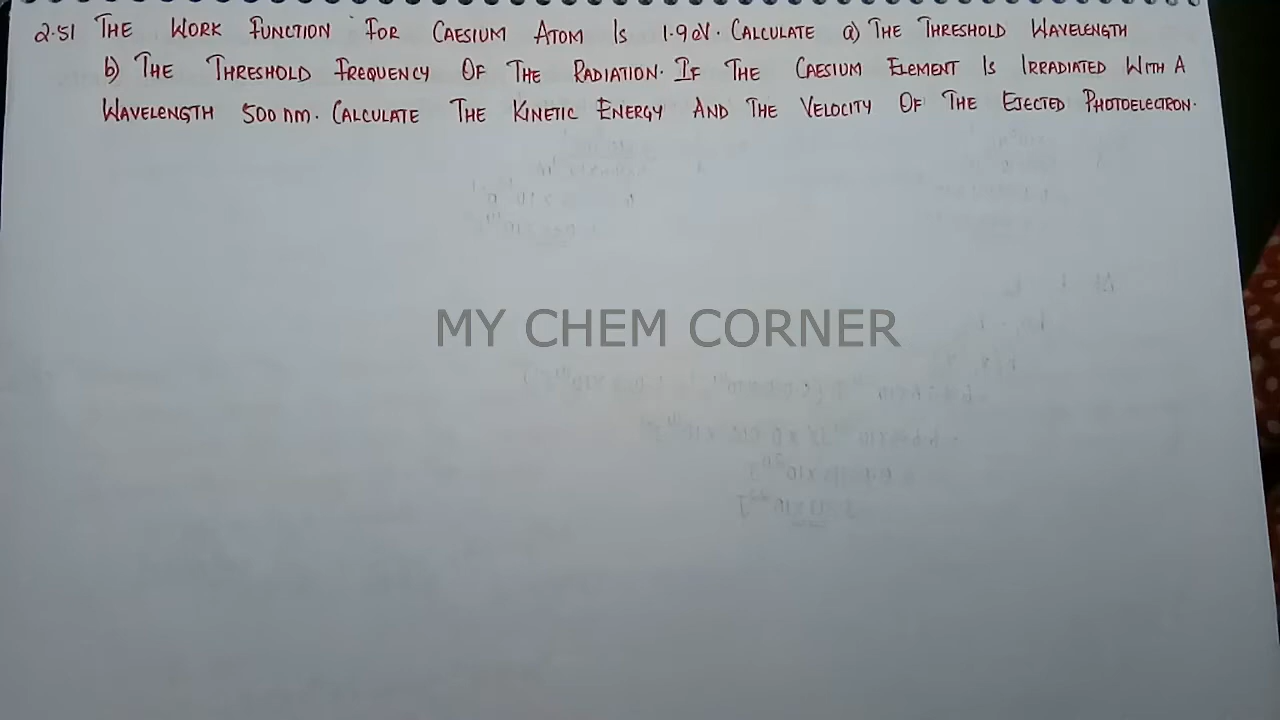 2.51 THE WORK FUNCTION FOR CAESIUM ATOM IS 1.9 eV. CALCULATE a) THE THRESHOLD WAVELENGTH
b) THE THRESHOLD FREQUENCY OF THE RADIATION. IF THE CAESIUM ELEMENT IS IRRADIATED WITH A
WAVELENGTH 500 nm. CALCULATE THE KINETIC ENERGY AND THE VELOCITY OF THE EJECTED PHOTOELECTRON.
MY CHEM CORNER